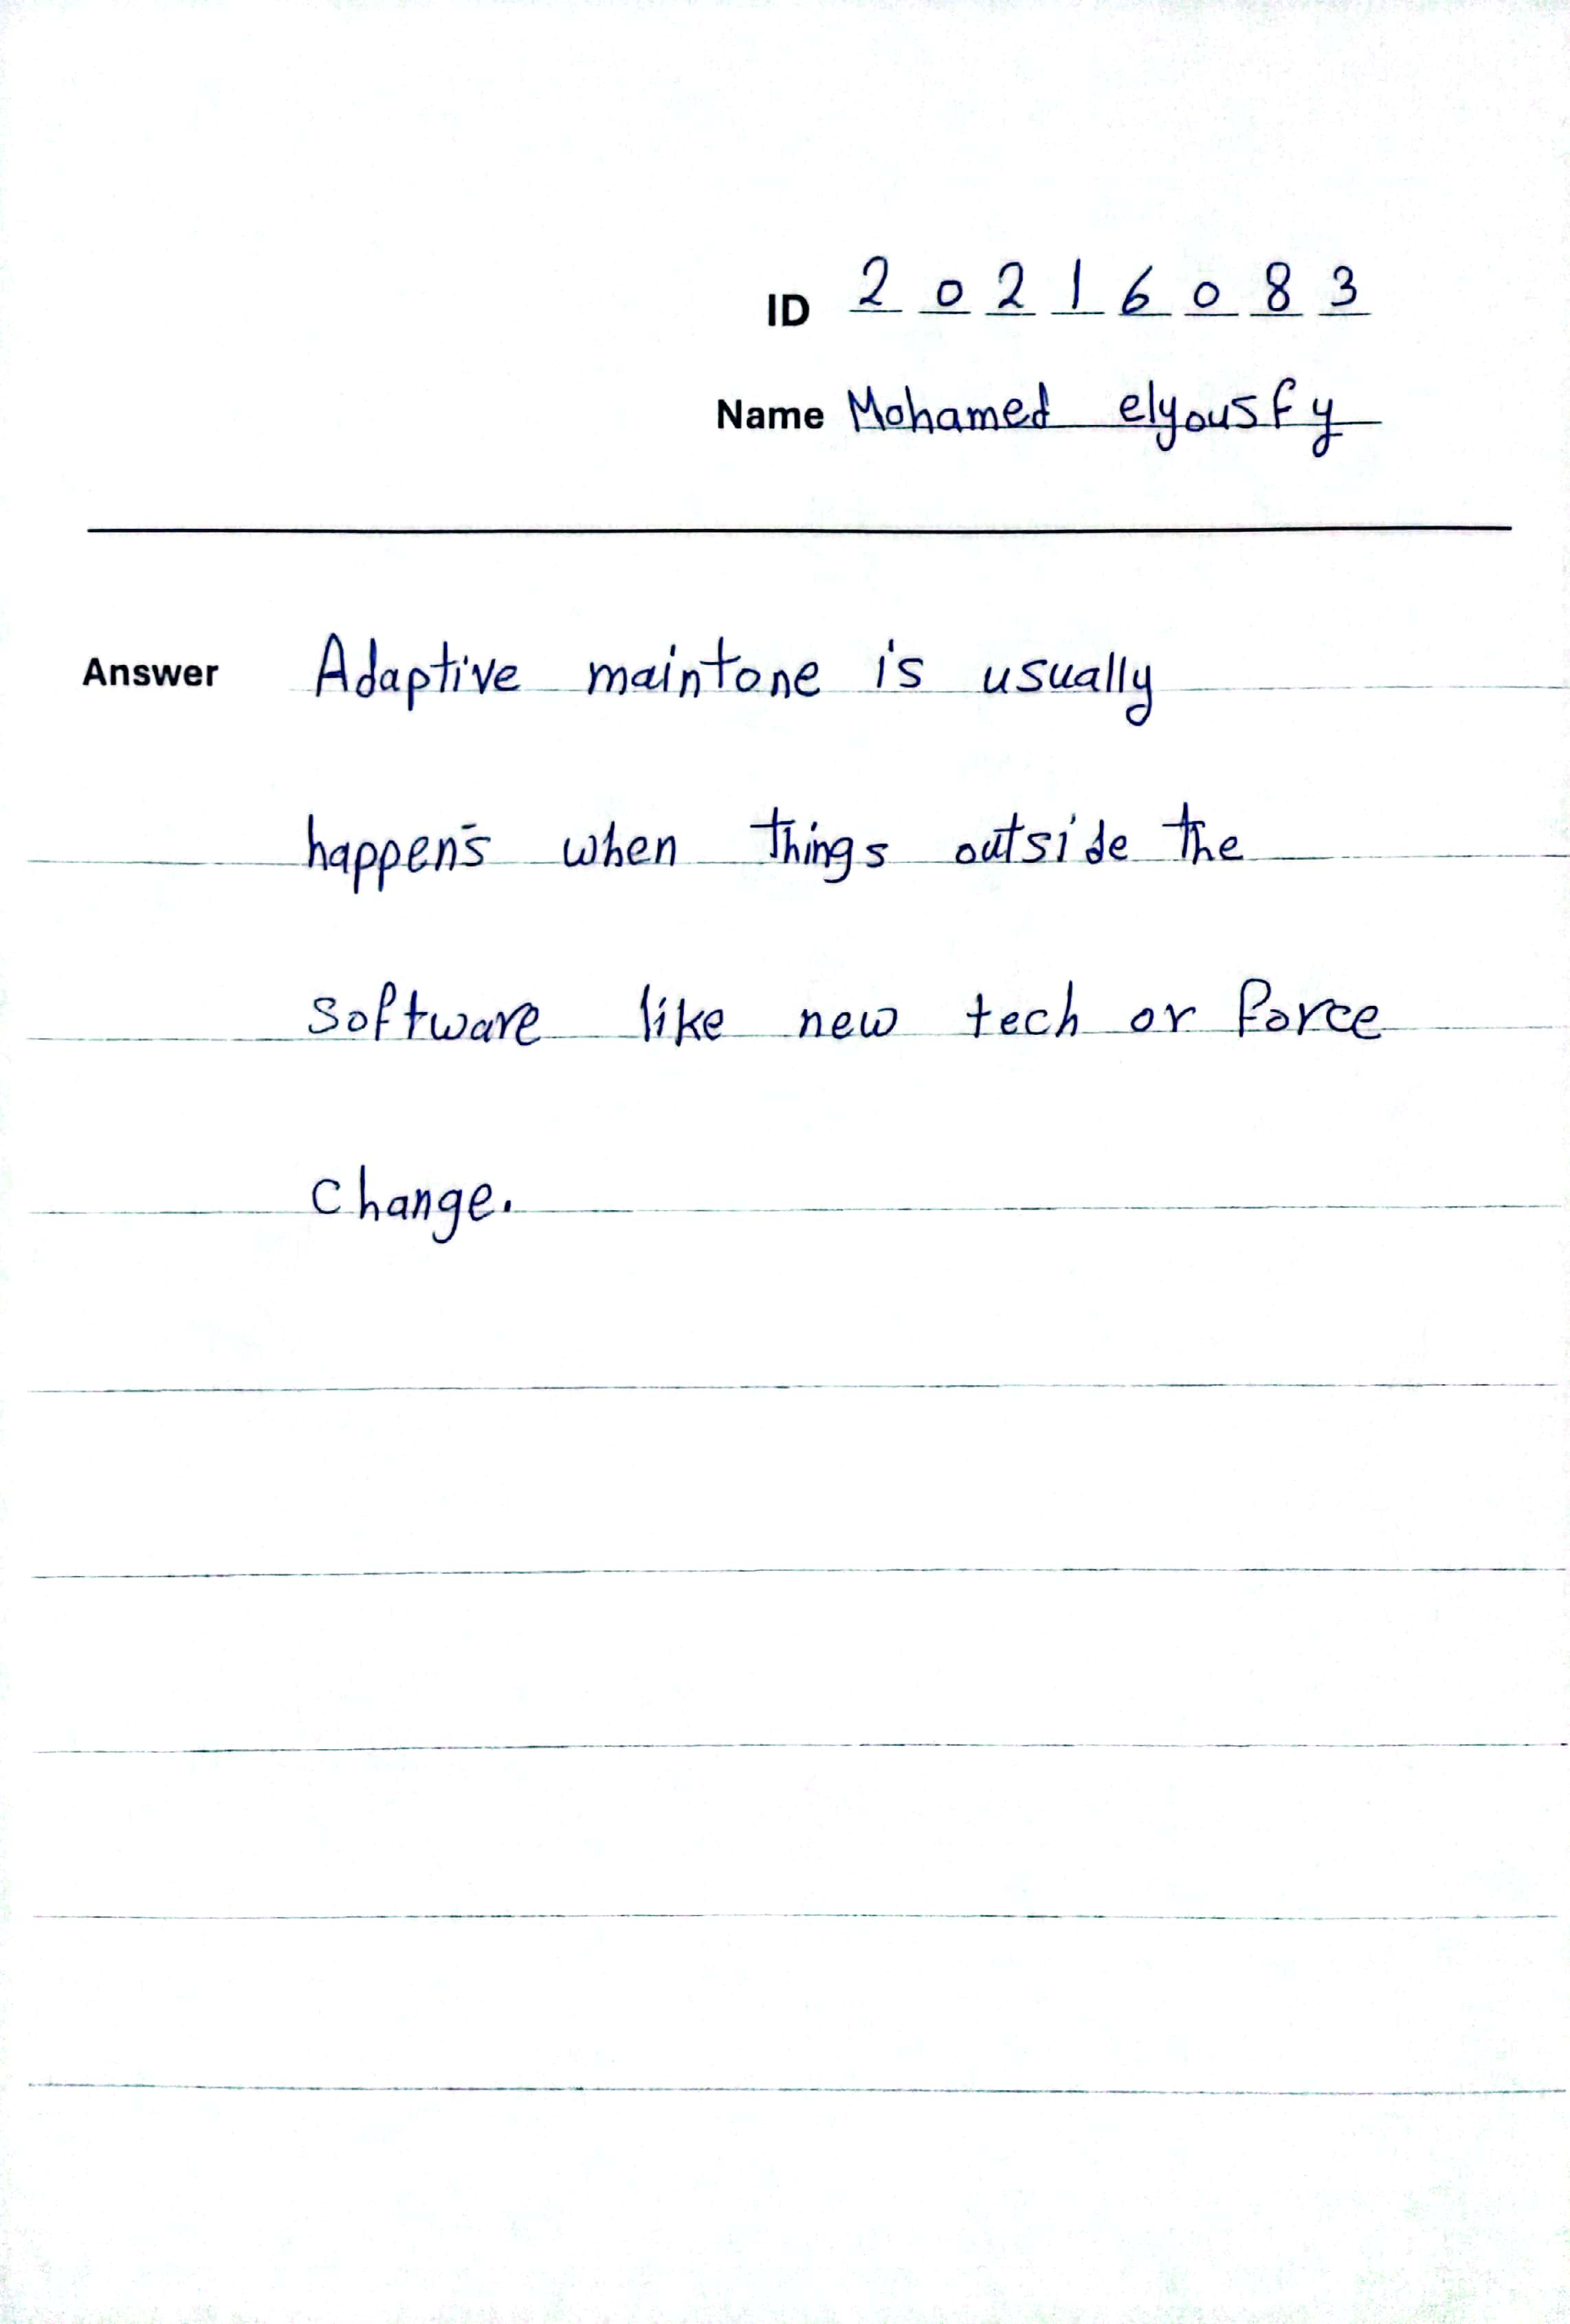 ID 20216083
Name Mohamed elyousfy
Answer Adaptive maintone is usually
happens when things outside the
software like new tech or force
change.